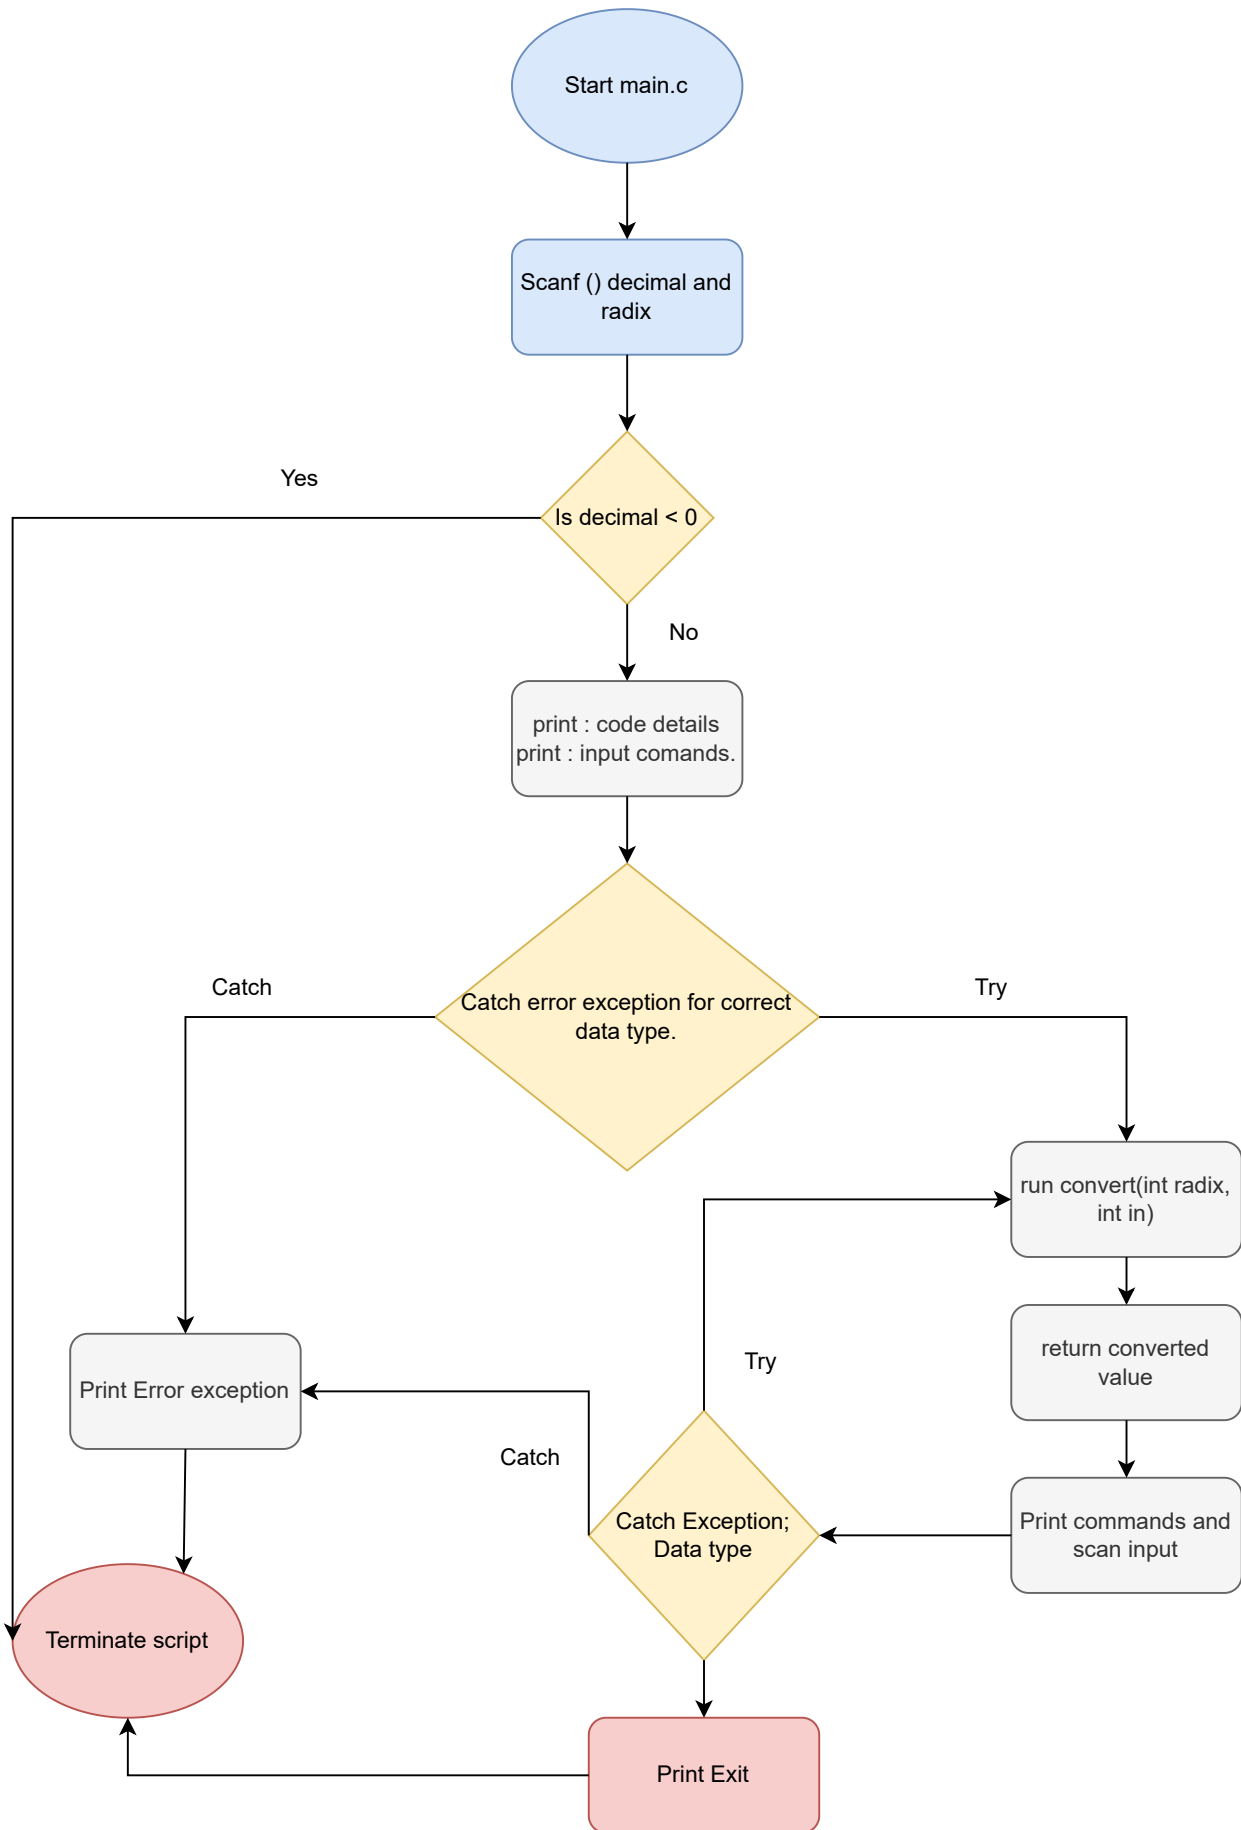 Start main.c
Scanf () decimal and
radix
Yes
Is decimal < 0
No
print : code details
print : input comands.
Catch
Catch error exception for correct
data type.
Try
run convert(int radix,
int in)
return converted
value
Try
Print Error exception
Catch
Catch Exception;
Data type
Print commands and
scan input
Terminate script
Print Exit